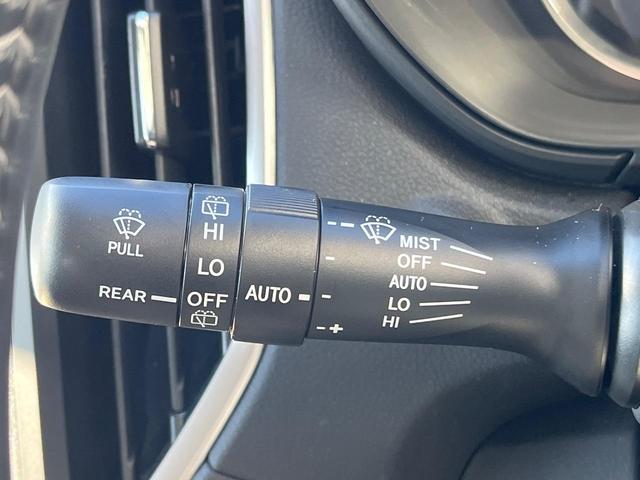 PULL
REAR
HI
LO
OFF
AUTO
- -
-
-
-+
MIST
OFF
AUTO
LO
HI